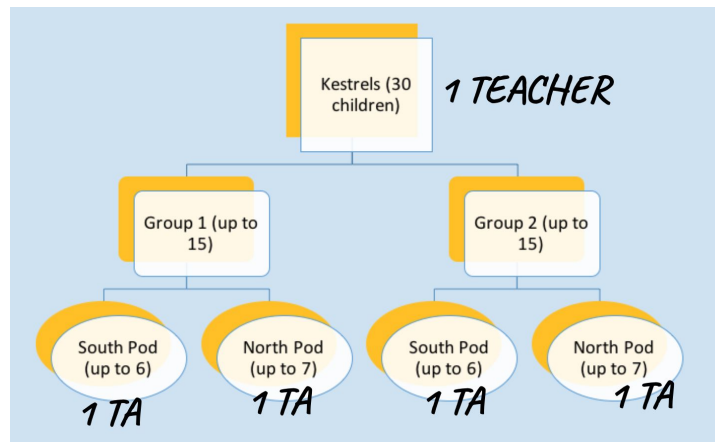 Kestrels (30
children)
1 TEACHER
Group 1 (up to
15)
Group 2 (up to
15)
South Pod
(up to 6)
1 TA
North Pod
(up to 7)
1 TA
South Pod
(up to 6)
1 TA
North Pod
(up to 7)
1 TA